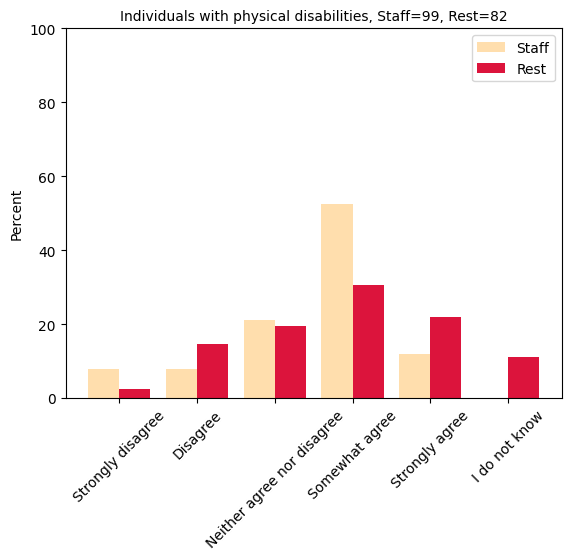 Individuals with physical disabilities, Staff=99, Rest=82
Staff
Rest
Percent
100
80
60
40
20
0
Strongly disagree
Disagree
Neither agree nor disagree
Somewhat agree
Strongly agree
I do not know